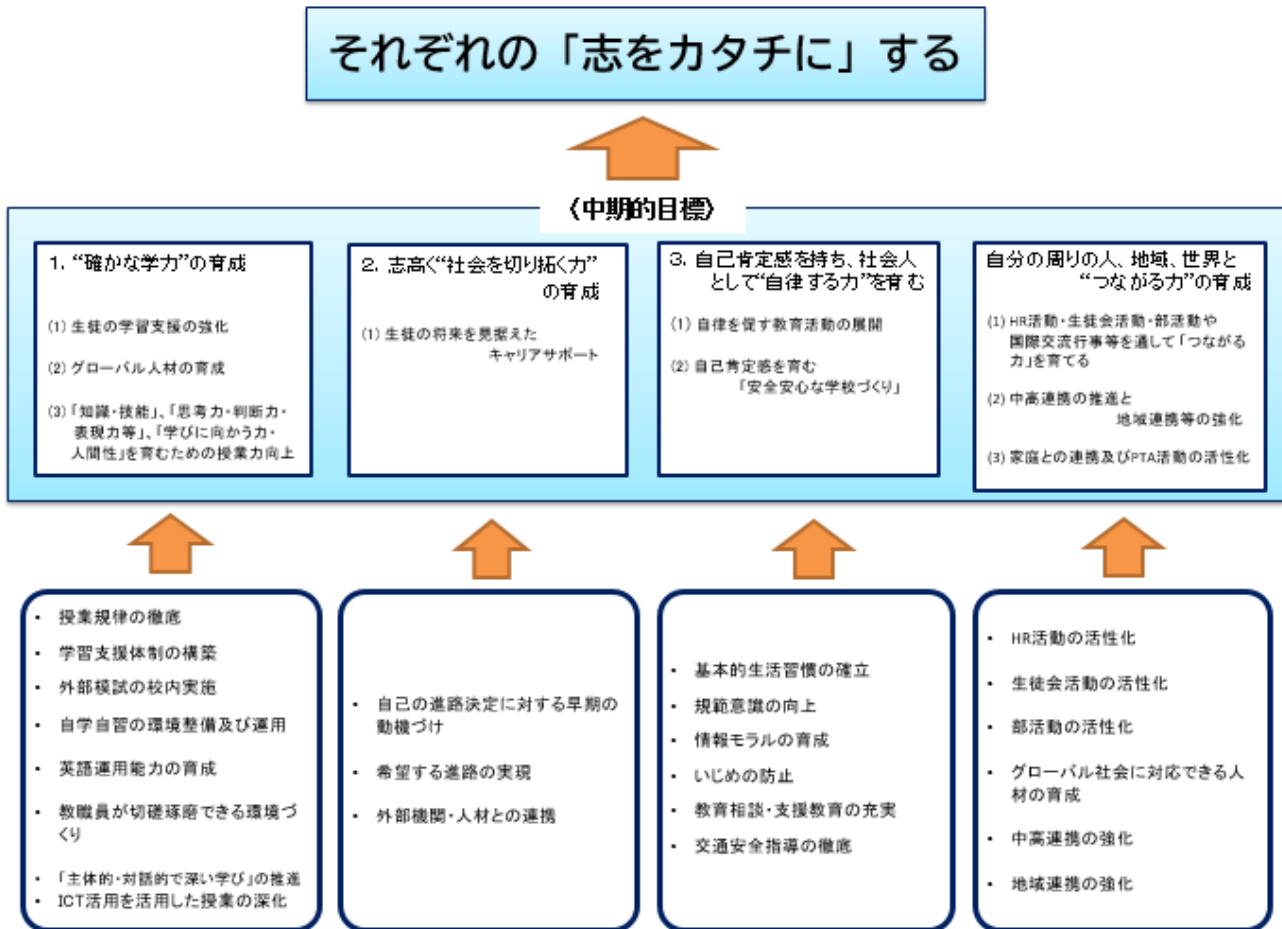 それぞれの「志をカタチに」する
〈中期的目標〉
1. “確かな学力”の育成
(1) 生徒の学習支援の強化
(2) グローバル人材の育成
(3) 「知識・技能」、「思考力・判断力・
表現力等」、「学びに向かう力・
人間性」を育むための授業力向上
2. 志高く“社会を切り拓く力”
の育成
(1) 生徒の将来を見据えた
キャリアサポート
3. 自己肯定感を持ち、社会人
として“自律する力”を育む
(1) 自律を促す教育活動の展開
(2) 自己肯定感を育む
「安全安心な学校づくり」
自分の周りの人、地域、世界と
“つながる力”の育成
(1) HR活動・生徒会活動・部活動や
国際交流行事等を通して「つながる
力」を育てる
(2) 中高連携の推進と
地域連携等の強化
(3) 家庭との連携及びPTA活動の活性化
・ 授業規律の徹底
・ 学習支援体制の構築
・ 外部模試の校内実施
・ 自学自習の環境整備及び運用
・ 英語運用能力の育成
・ 教職員が切磋琢磨できる環境づ
くり
・ 「主体的・対話的で深い学び」の推進
・ ICT活用を活用した授業の深化
・ 自己の進路決定に対する早期の
動機づけ
・ 希望する進路の実現
・ 外部機関・人材との連携
・ 基本的生活習慣の確立
・ 規範意識の向上
・ 情報モラルの育成
・ いじめの防止
・ 教育相談・支援教育の充実
・ 交通安全指導の徹底
・ HR活動の活性化
・ 生徒会活動の活性化
・ 部活動の活性化
・ グローバル社会に対応できる人
材の育成
・ 中高連携の強化
・ 地域連携の強化